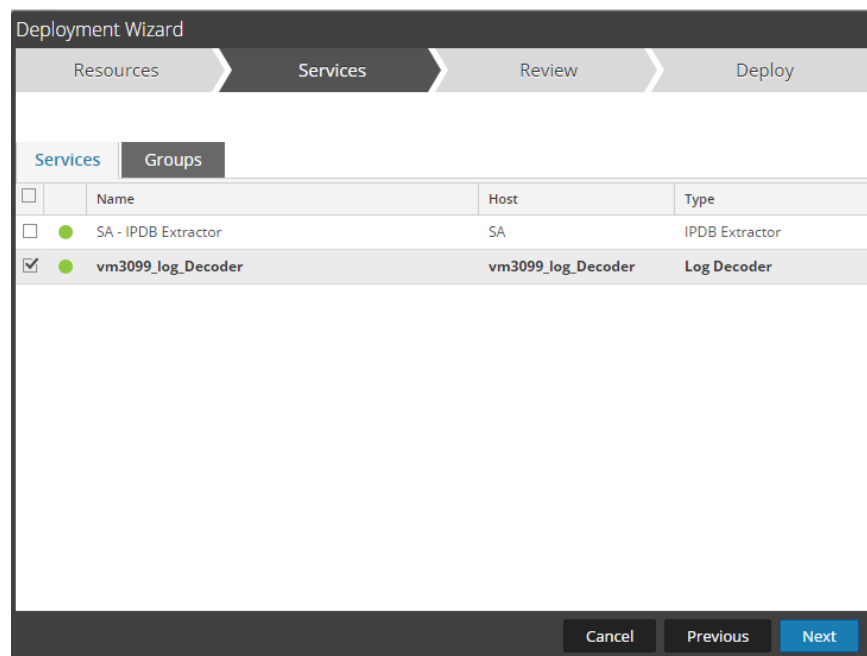 Deployment Wizard
Resources Services Review Deploy
Services Groups
Name Host Type
SA - IPDB Extractor SA IPDB Extractor
vm3099_log_Decoder vm3099_log_Decoder Log Decoder
Cancel Previous Next